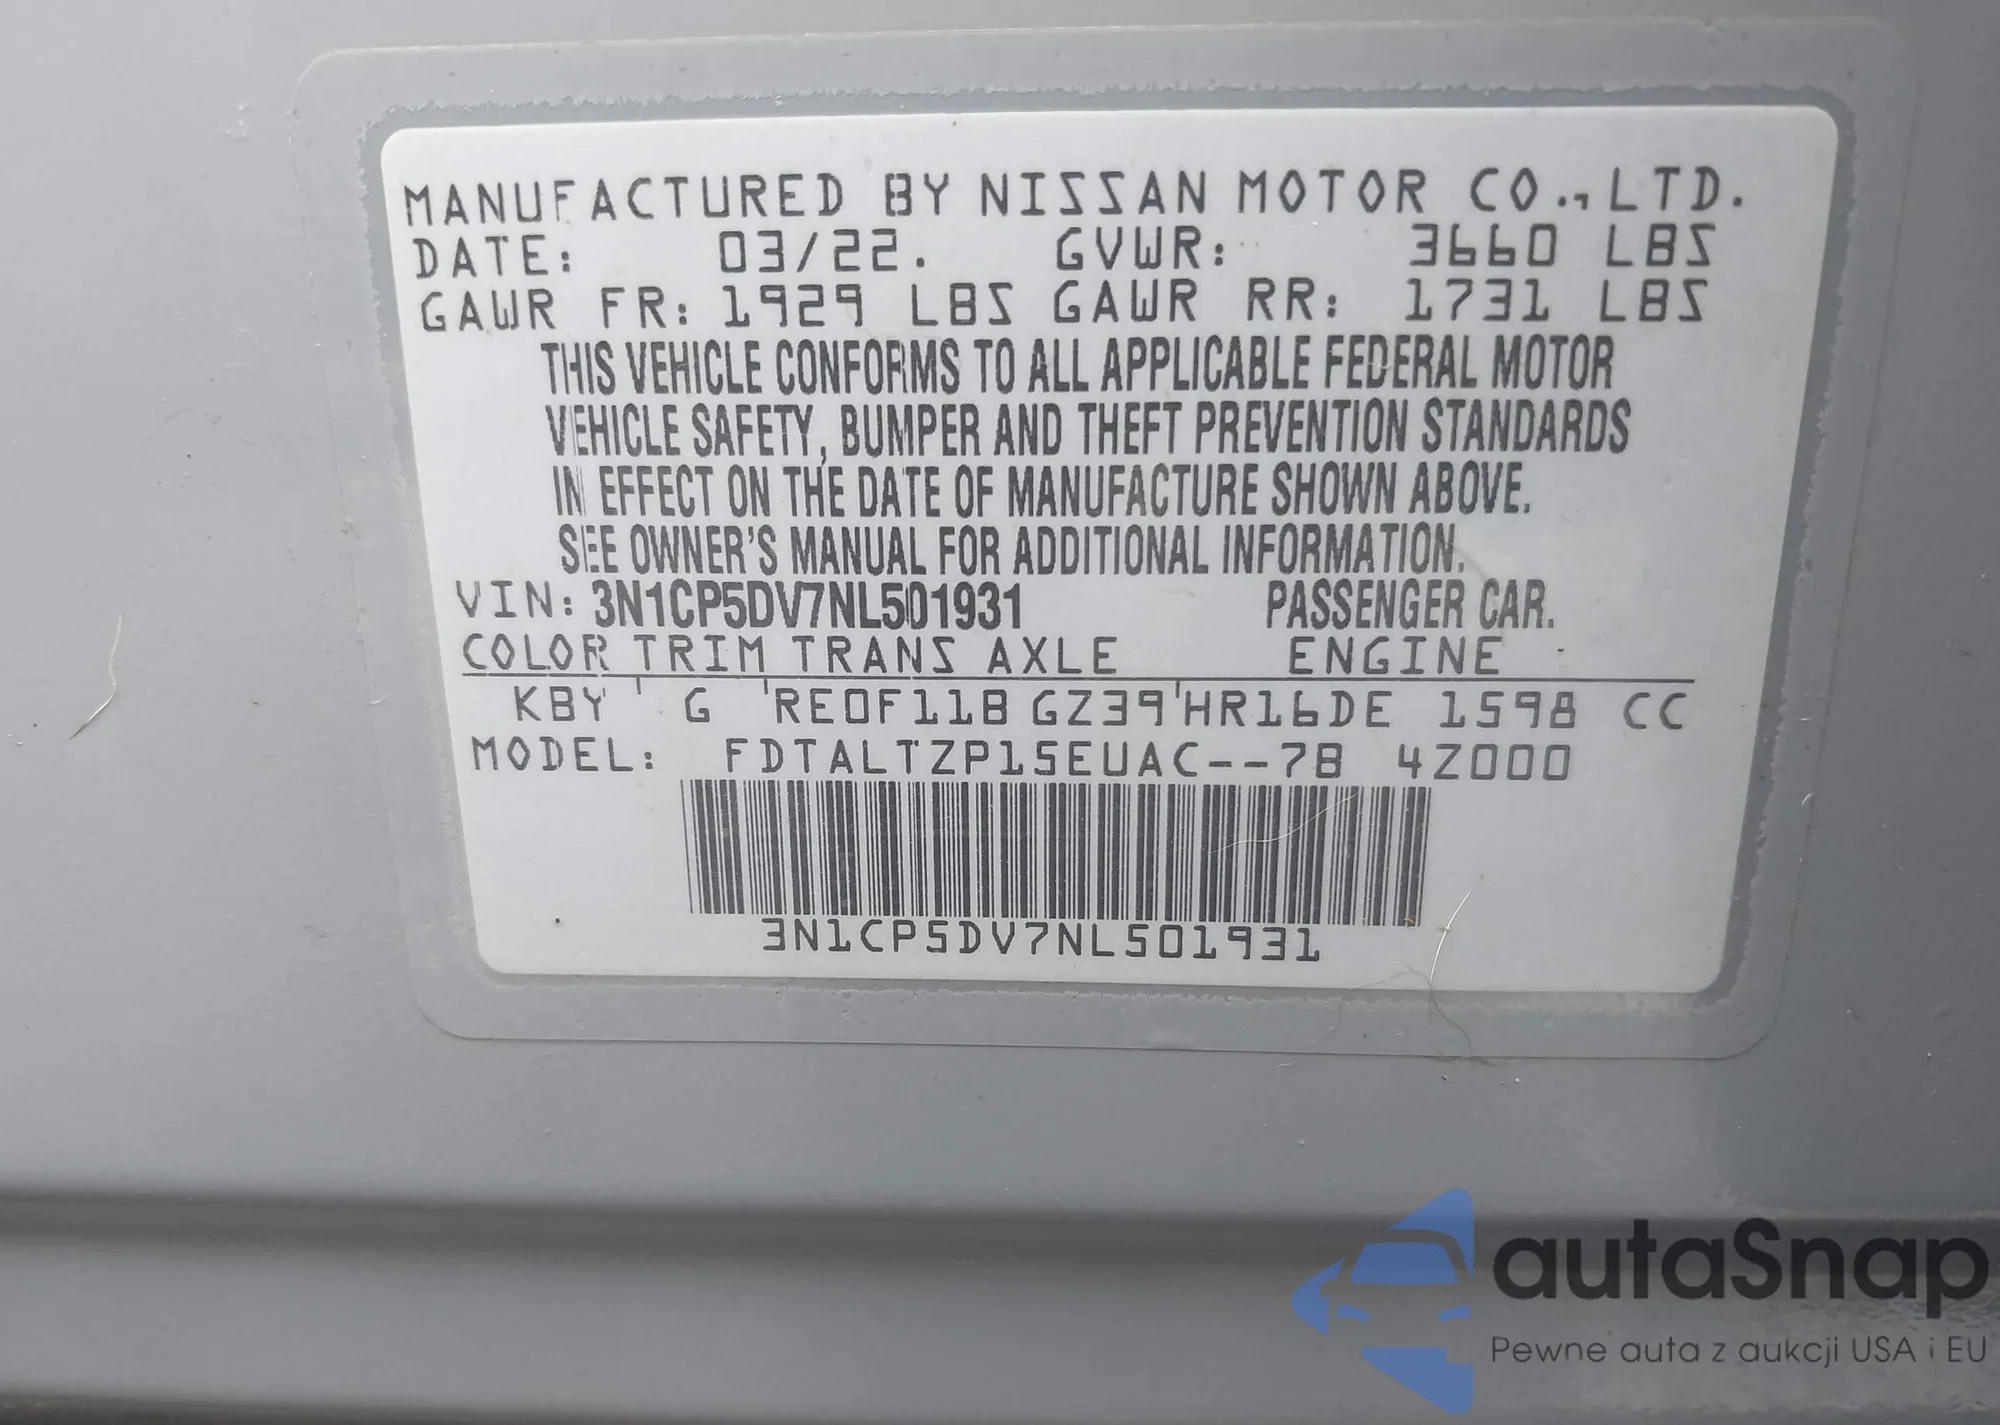 MANUFACTURED BY NISSAN MOTOR CO., LTD.
DATE: 03/22. GVWR: 3660 LBS
GAWR FR: 1929 LBS GAWR RR: 1731 LBS
THIS VEHICLE CONFORMS TO ALL APPLICABLE FEDERAL MOTOR
VEHICLE SAFETY, BUMPER AND THEFT PREVENTION STANDARDS
IN EFFECT ON THE DATE OF MANUFACTURE SHOWN ABOVE.
SEE OWNER'S MANUAL FOR ADDITIONAL INFORMATION.
VIN: 3N1CP5DV7NL501931 PASSENGER CAR.
COLOR TRIM TRANS AXLE ENGINE
KBY G RE0F11B GZ39 HR16DE 1598 CC
MODEL: FDTALTZP15EUAC--7B 4Z000
3N1CP5DV7NL501931
autaSnap
Pewne auta z aukcji USA i EU